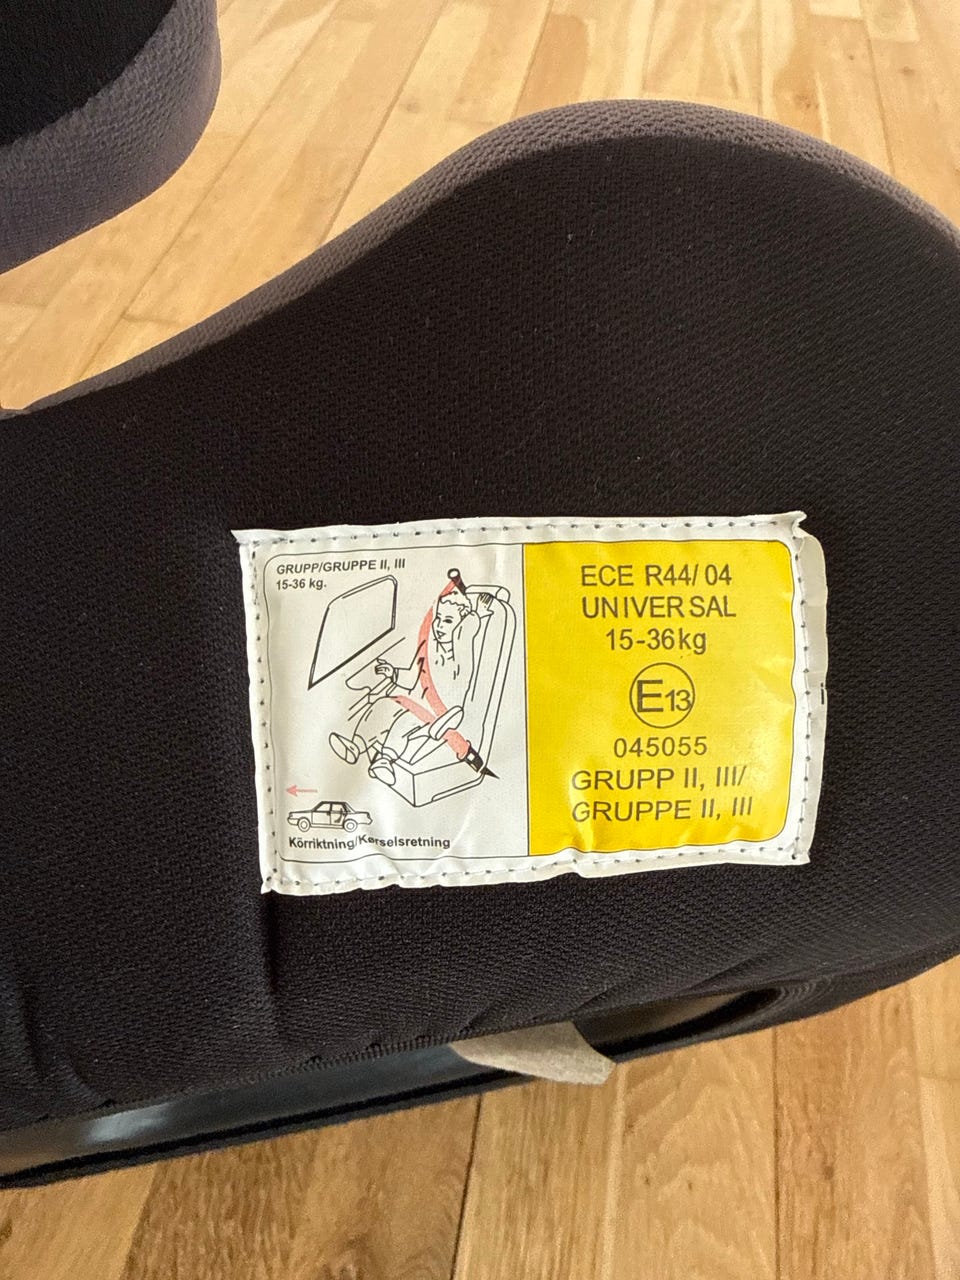 GRUPP/GRUPPE II, III
15-36 kg.
Körriktning/Kørselsretning
ECE R44/04
UNIVERSAL
15-36kg
E13
045055
GRUPP II, III/
GRUPPE II, III